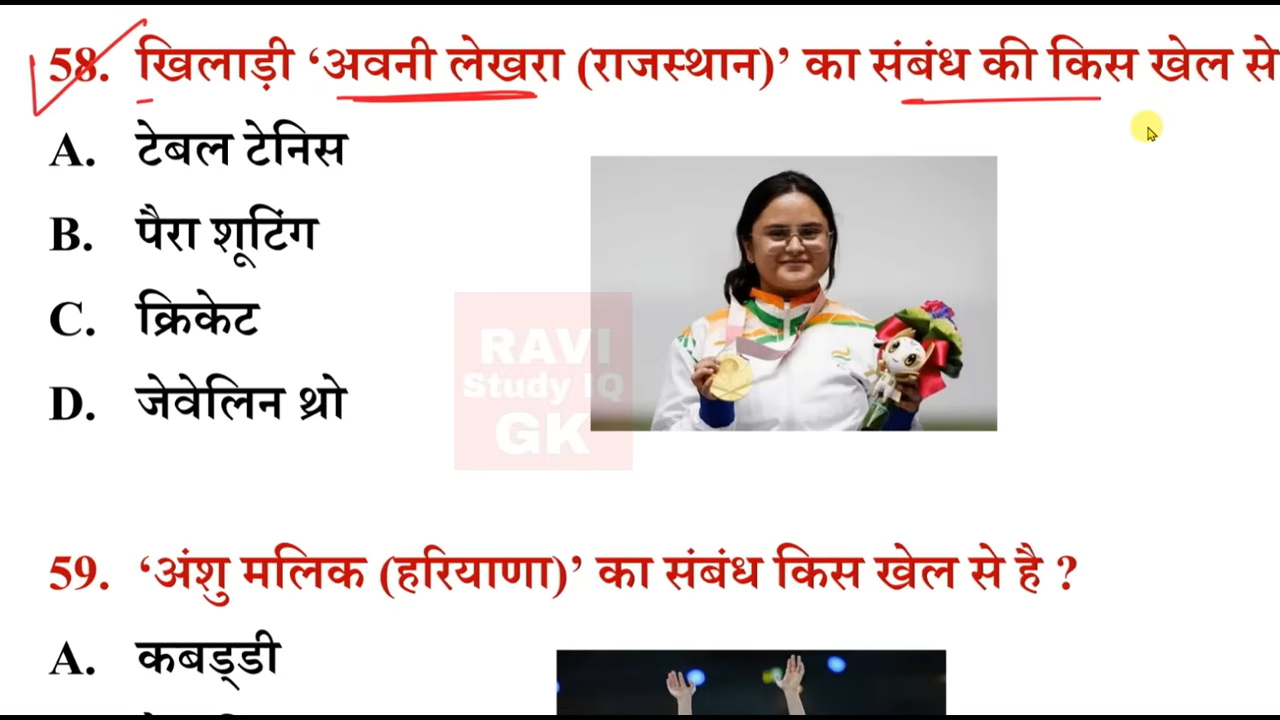 58. खिलाड़ी ‘अवनी लेखरा (राजस्थान)’ का संबंध की किस खेल से
A. टेबल टेनिस
B. पैरा शूटिंग
C. क्रिकेट
D. जेवेलिन थ्रो
RAVI
Study IQ
GK
59. ‘अंशु मलिक (हरियाणा)’ का संबंध किस खेल से है ?
A. कबड्डी